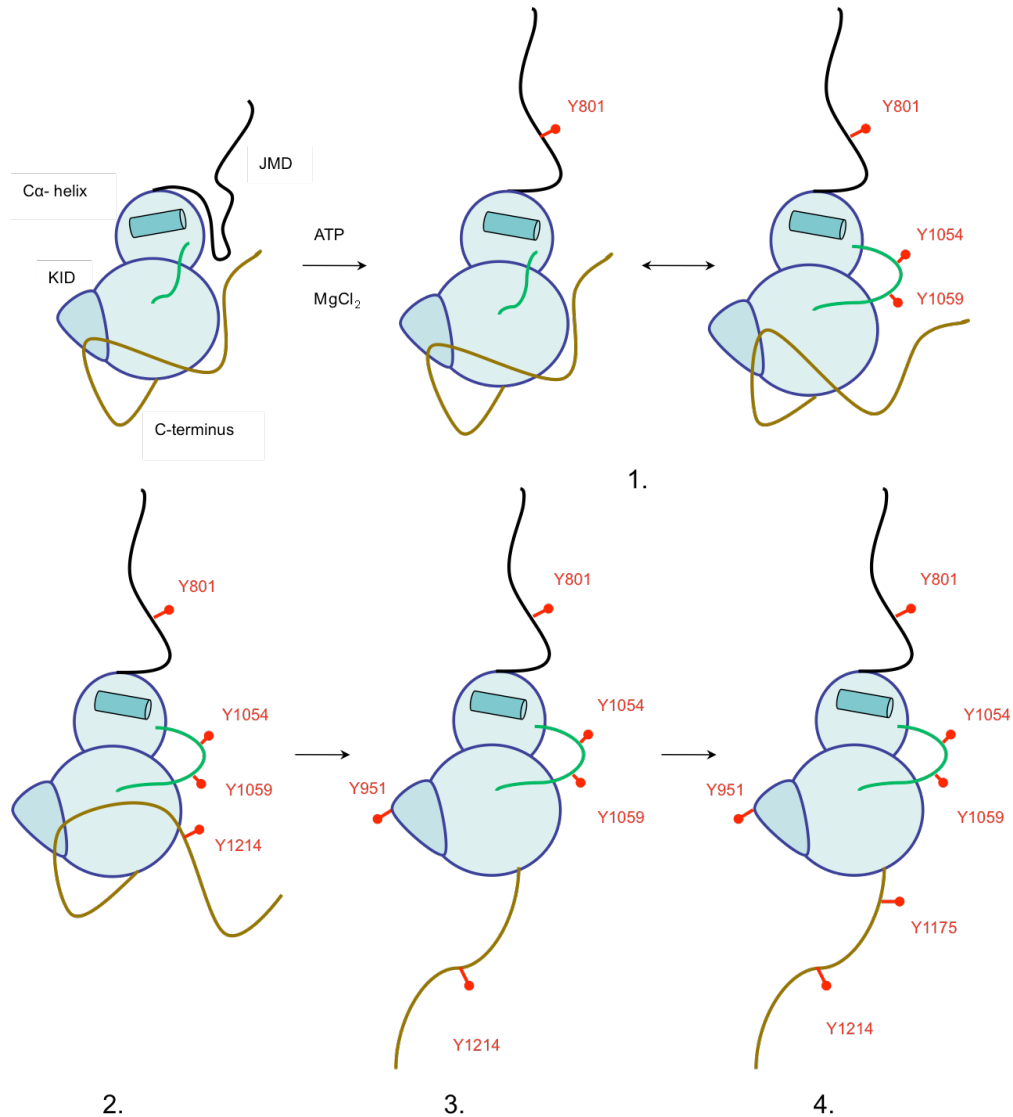 Y801
Y801
JMD
Cα- helix
ATP
Y1054
KID
MgCl2
Y1059
C-terminus
1.
Y801
Y801
Y801
Y1054
Y1054
Y1054
Y1059
Y951
Y1059
Y951
Y1059
Y1214
Y1175
Y1214
Y1214
2.
3.
4.